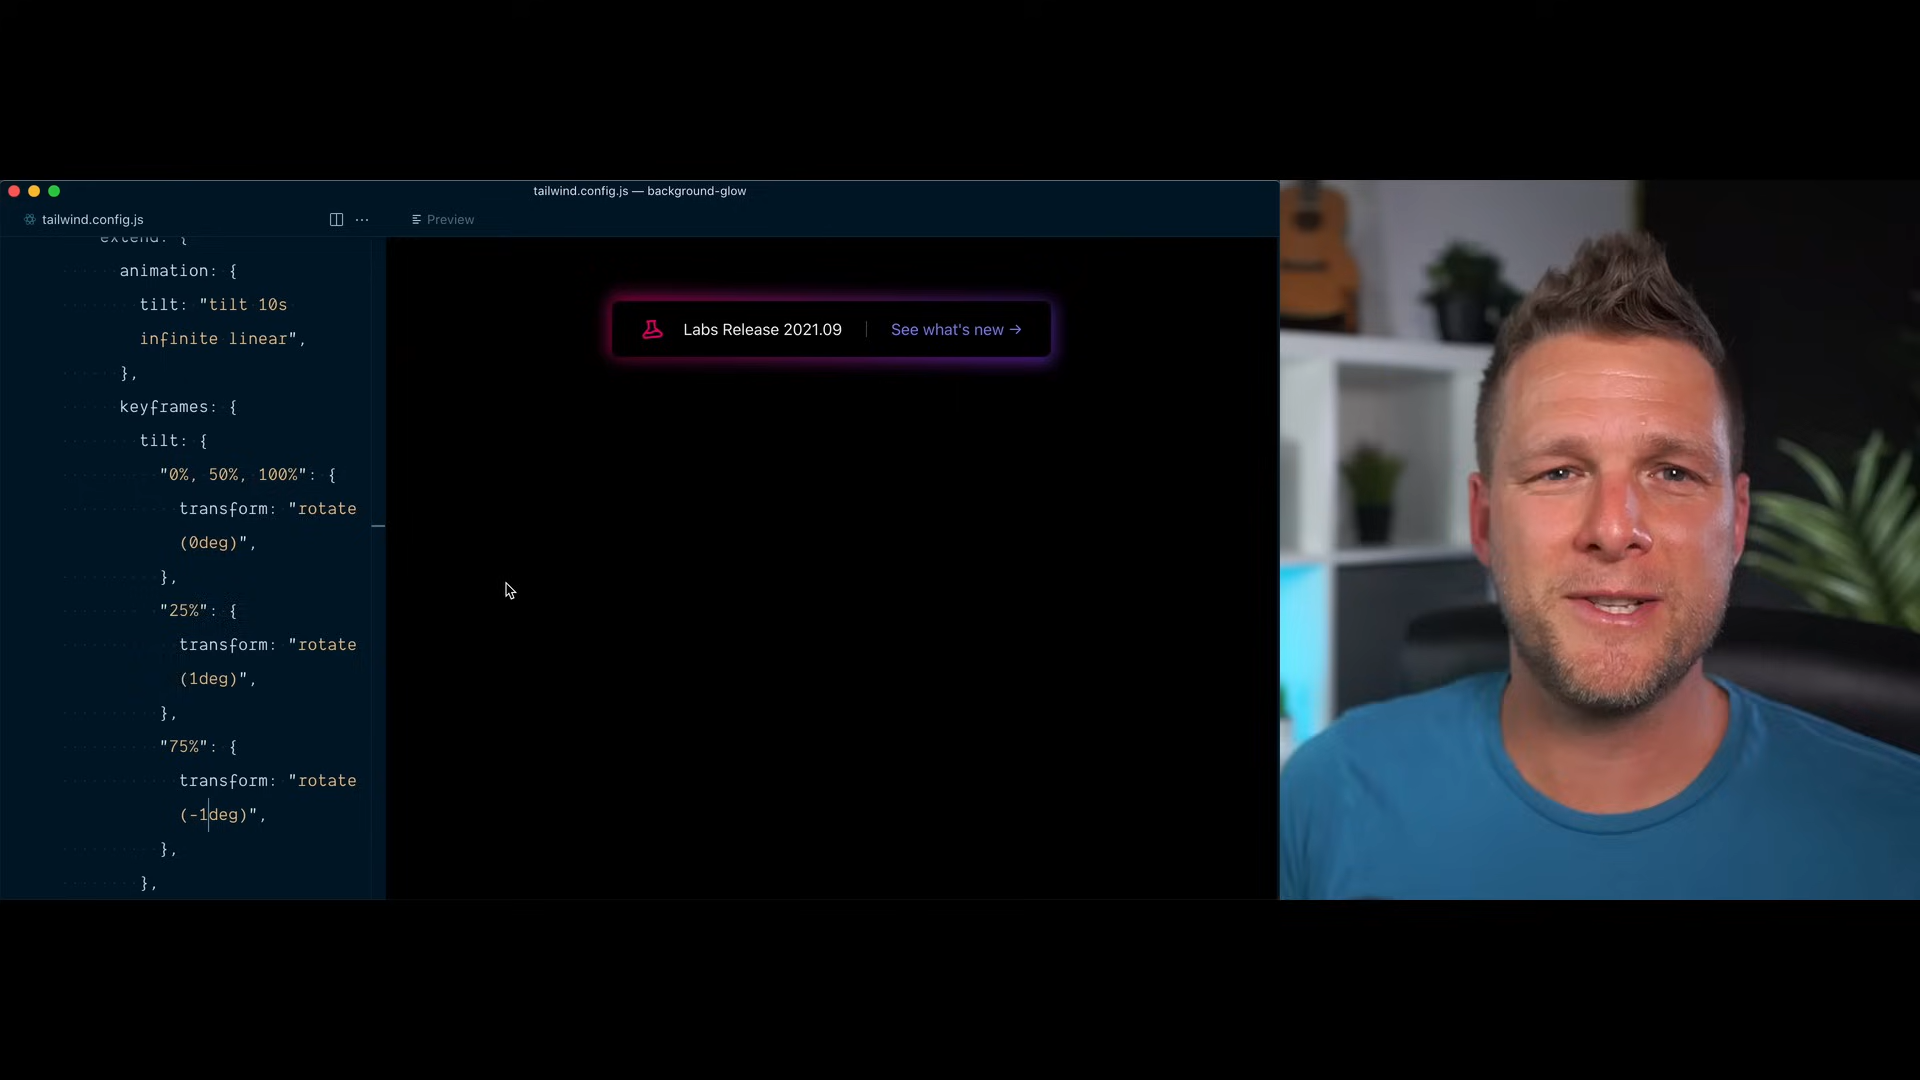 tailwind.config.js — background-glow
tailwind.config.js
Preview
extend: {
animation: {
tilt: "tilt 10s
infinite linear",
},
keyframes: {
tilt: {
"0%, 50%, 100%": {
transform: "rotate
(0deg)",
},
"25%": {
transform: "rotate
(1deg)",
},
"75%": {
transform: "rotate
(-1deg)",
},
},
Labs Release 2021.09
See what's new →